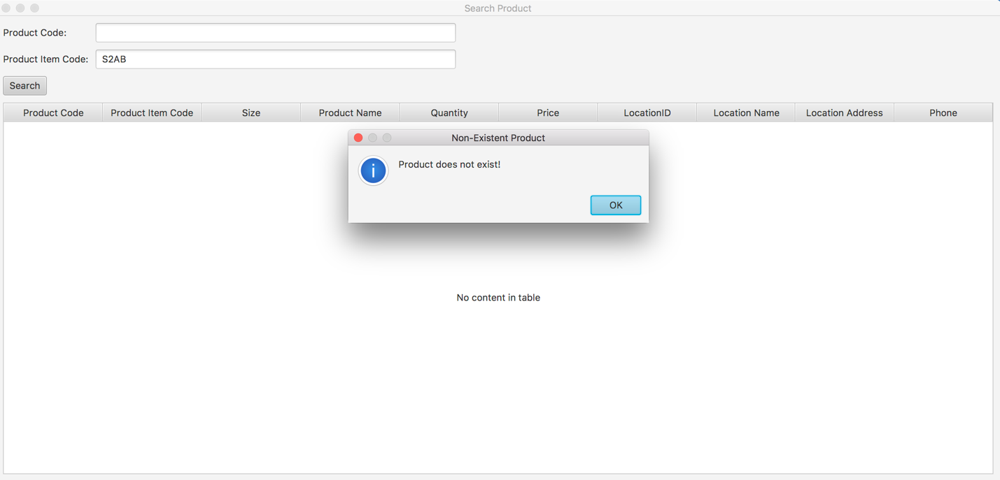 Search Product
Product Code:
Product Item Code: S2AB
Search
Product Code Product Item Code Size Product Name Quantity Price LocationID Location Name Location Address Phone
Non-Existent Product
i
Product does not exist!
OK
No content in table